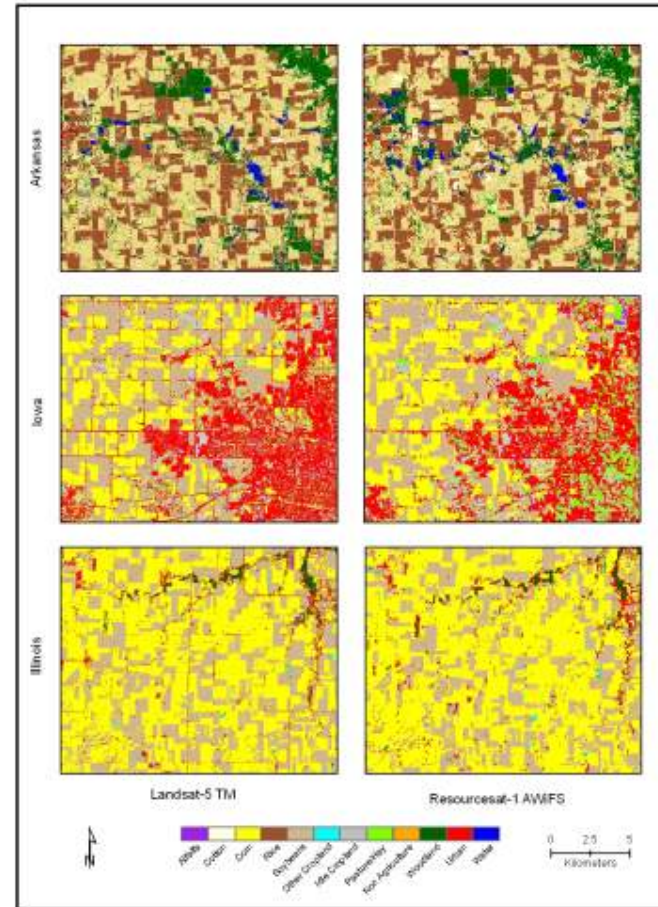 Arkansas
Iowa
Illinois
Landsat-5 TM
Resourcesat-1 AWiFS
N
Alfalfa
Cotton
Corn
Rice
Soybeans
Other Cropland
Idle Cropland
Pasture/Hay
Non Agriculture
Woodland
Urban
Water
0 2.5 5
Kilometers